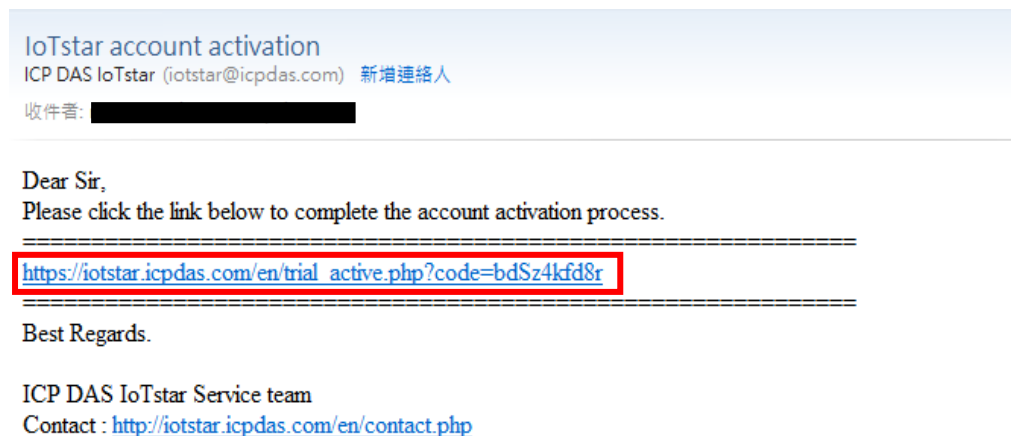 IoTstar account activation
ICP DAS IoTstar (iotstar@icpdas.com) 新增連絡人
收件者:
Dear Sir,
Please click the link below to complete the account activation process.
=============================================================
https://iotstar.icpdas.com/en/trial_active.php?code=bdSz4kfd8r
=============================================================
Best Regards.
ICP DAS IoTstar Service team
Contact : http://iotstar.icpdas.com/en/contact.php